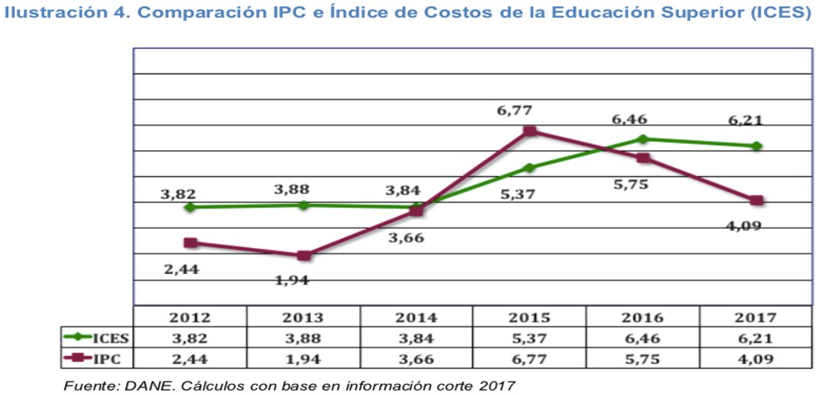 Ilustración 4. Comparación IPC e Índice de Costos de la Educación Superior (ICES)
6,77
6,46
6,21
3,82
3,88
3,84
5,37
5,75
3,66
4,09
2,44
1,94
2012 2013 2014 2015 2016 2017
ICES 3,82 3,88 3,84 5,37 6,46 6,21
IPC 2,44 1,94 3,66 6,77 5,75 4,09
Fuente: DANE. Cálculos con base en información corte 2017